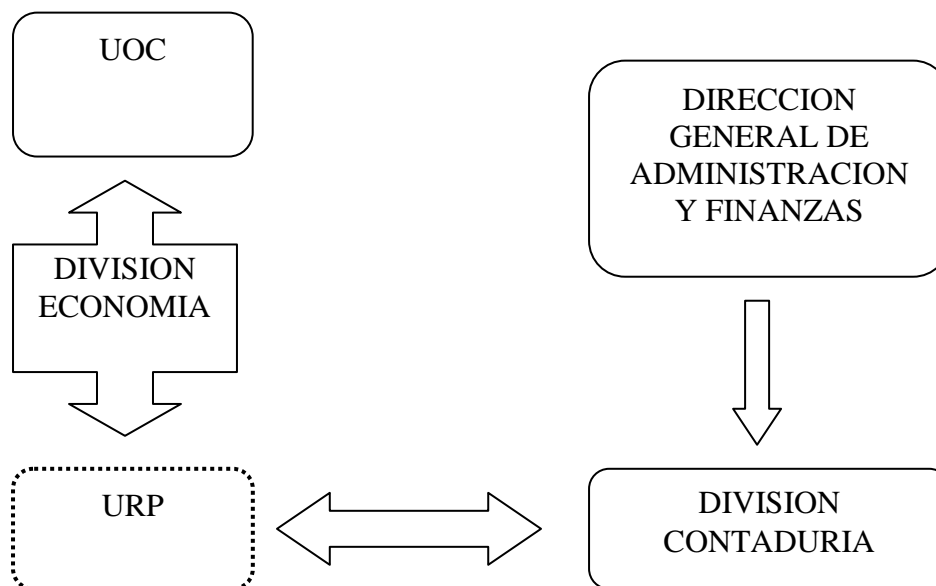 UOC
DIRECCION
GENERAL DE
ADMINISTRACION
Y FINANZAS
DIVISION
ECONOMIA
URP
DIVISION
CONTADURIA